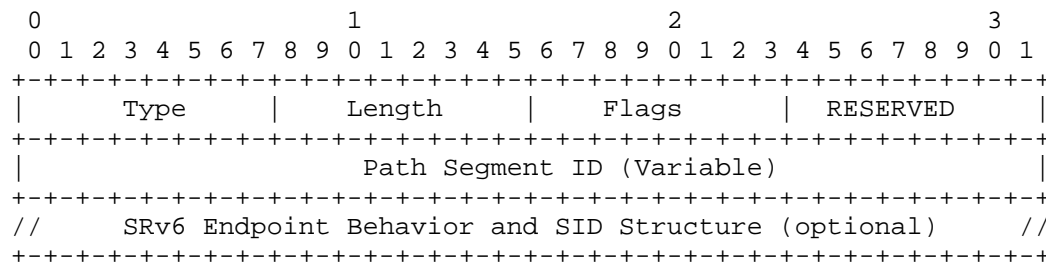 0                   1                   2                   3
 0 1 2 3 4 5 6 7 8 9 0 1 2 3 4 5 6 7 8 9 0 1 2 3 4 5 6 7 8 9 0 1
+-+-+-+-+-+-+-+-+-+-+-+-+-+-+-+-+-+-+-+-+-+-+-+-+-+-+-+-+-+-+-+-+
|      Type     |    Length     |    Flags      |  RESERVED     |
+-+-+-+-+-+-+-+-+-+-+-+-+-+-+-+-+-+-+-+-+-+-+-+-+-+-+-+-+-+-+-+-+
|                     Path Segment ID (Variable)                |
+-+-+-+-+-+-+-+-+-+-+-+-+-+-+-+-+-+-+-+-+-+-+-+-+-+-+-+-+-+-+-+-+
//     SRv6 Endpoint Behavior and SID Structure (optional)     //
+-+-+-+-+-+-+-+-+-+-+-+-+-+-+-+-+-+-+-+-+-+-+-+-+-+-+-+-+-+-+-+-+